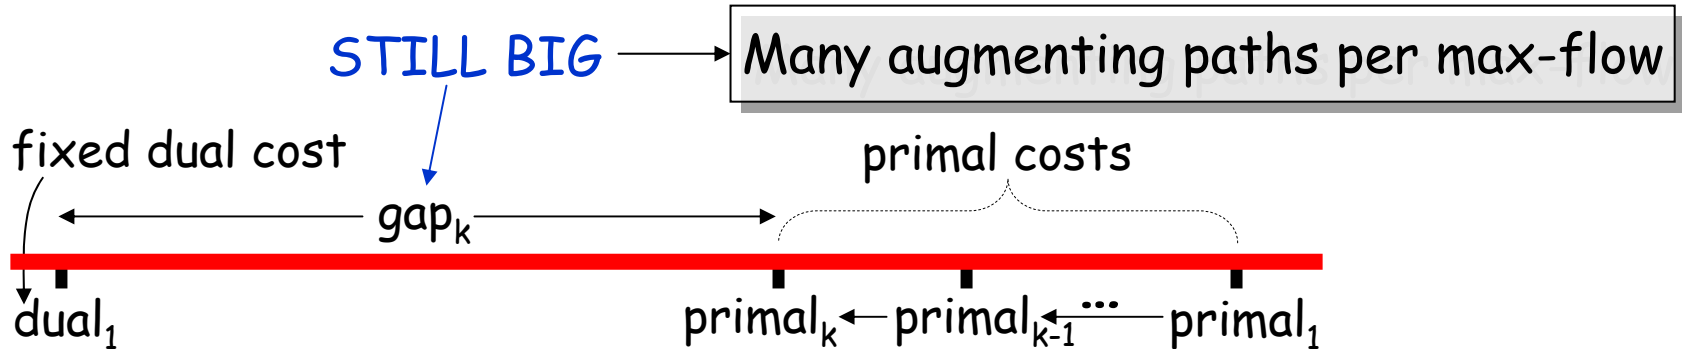 STILL BIG
Many augmenting paths per max-flow
fixed dual cost
primal costs
gapk
dual1
primalk
primalk-1
...
primal1